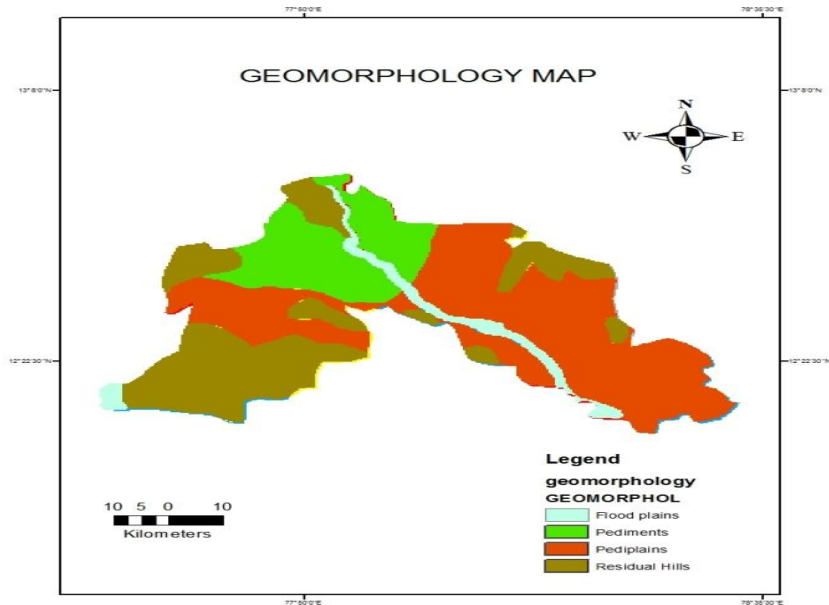 77°50'0"E 78°35'30"E
GEOMORPHOLOGY MAP
13°8'0"N 13°8'0"N
N
W E
S
12°22'30"N 12°22'30"N
Legend
geomorphology
GEOMORPHOL
Flood plains
Pediments
Pediplains
Residual Hills
10 5 0 10
Kilometers
77°50'0"E 78°35'30"E